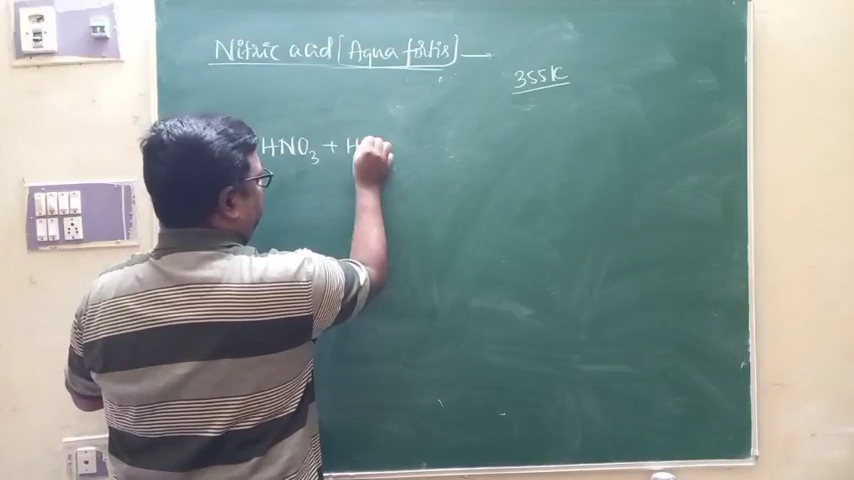 Nitric acid [Aqua fortis] —
355K
HNO3 + H